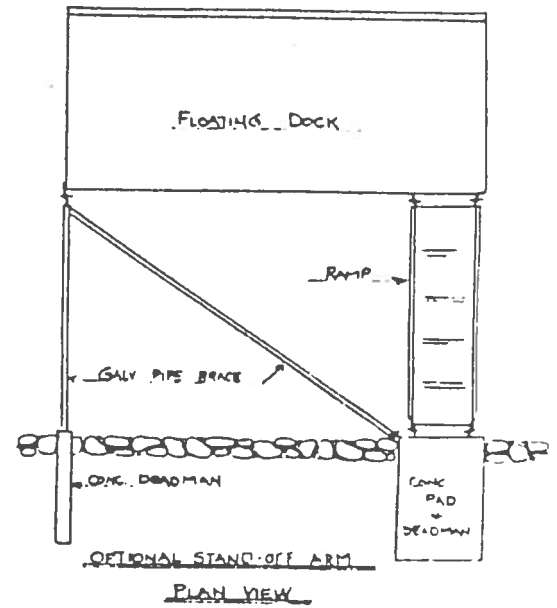 FLOATING DOCK
RAMP
GALV PIPE BRACE
CONC. DEADMAN
CONC
PAD
+
DEADMAN
OPTIONAL STAND-OFF ARM
PLAN VIEW